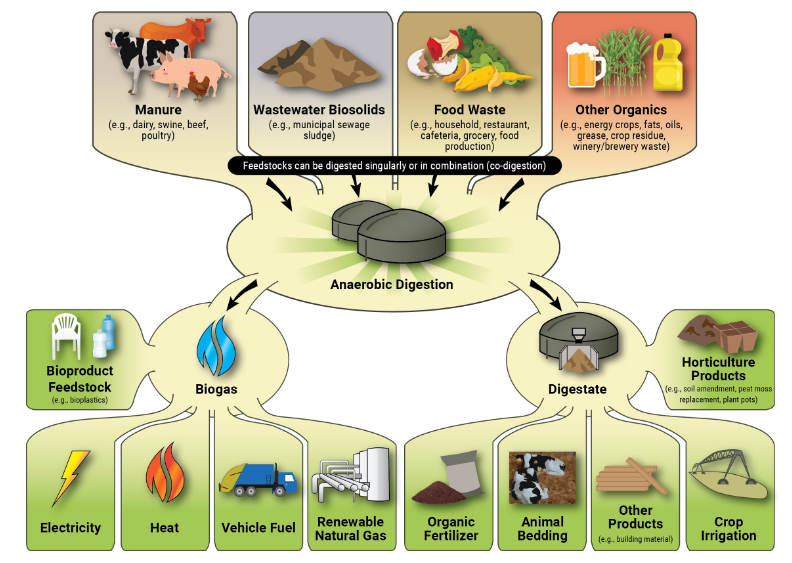 Manure
(e.g., dairy, swine, beef,
poultry)
Wastewater Biosolids
(e.g., municipal sewage
sludge)
Food Waste
(e.g., household, restaurant,
cafeteria, grocery, food
production)
Other Organics
(e.g., energy crops, fats, oils,
grease, crop residue,
winery/brewery waste)
Feedstocks can be digested singularly or in combination (co-digestion)
Anaerobic Digestion
Bioproduct
Feedstock
(e.g., bioplastics)
Biogas
Digestate
Horticulture
Products
(e.g., soil amendment, peat moss
replacement, plant pots)
Electricity
Heat
Vehicle Fuel
Renewable
Natural Gas
Organic
Fertilizer
Animal
Bedding
Other
Products
(e.g., building material)
Crop
Irrigation